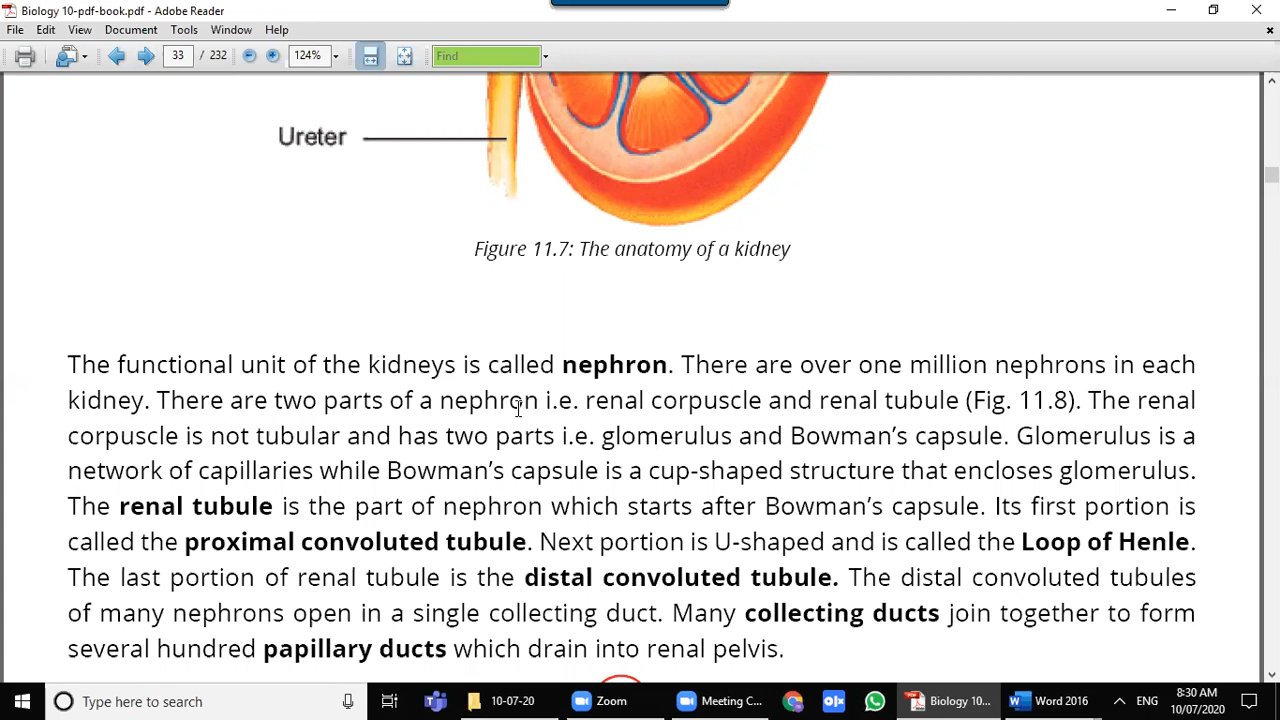 Biology 10-pdf-book.pdf - Adobe Reader
File Edit View Document Tools Window Help
33 / 232 124% Find
Ureter
Figure 11.7: The anatomy of a kidney
The functional unit of the kidneys is called nephron. There are over one million nephrons in each
kidney. There are two parts of a nephron i.e. renal corpuscle and renal tubule (Fig. 11.8). The renal
corpuscle is not tubular and has two parts i.e. glomerulus and Bowman's capsule. Glomerulus is a
network of capillaries while Bowman's capsule is a cup-shaped structure that encloses glomerulus.
The renal tubule is the part of nephron which starts after Bowman's capsule. Its first portion is
called the proximal convoluted tubule. Next portion is U-shaped and is called the Loop of Henle.
The last portion of renal tubule is the distal convoluted tubule. The distal convoluted tubules
of many nephrons open in a single collecting duct. Many collecting ducts join together to form
several hundred papillary ducts which drain into renal pelvis.
Type here to search 10-07-20 Zoom Meeting C... Biology 10... Word 2016 ENG 8:30 AM
10/07/2020